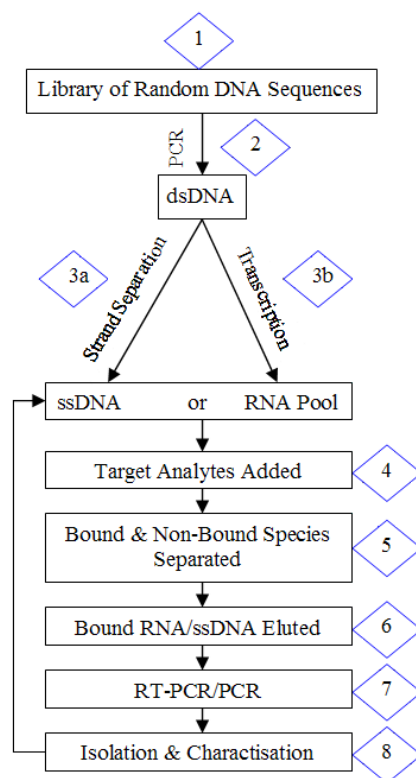 1
Library of Random DNA Sequences
PCR
2
dsDNA
3a
Strand Separation
Transcription
3b
ssDNA or RNA Pool
Target Analytes Added
4
Bound & Non-Bound Species
Separated
5
Bound RNA/ssDNA Eluted
6
RT-PCR/PCR
7
Isolation & Charactisation
8